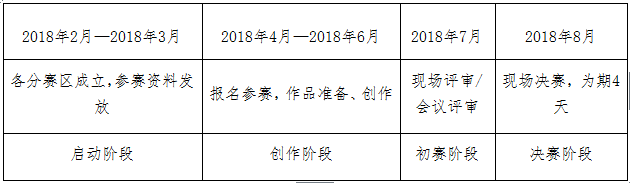 2018年2月—2018年3月
2018年4月—2018年6月
2018年7月
2018年8月
各分赛区成立,参赛资料发
放
报名参赛，作品准备、创作
现场评审/
会议评审
现场决赛，为期4
天
启动阶段
创作阶段
初赛阶段
决赛阶段